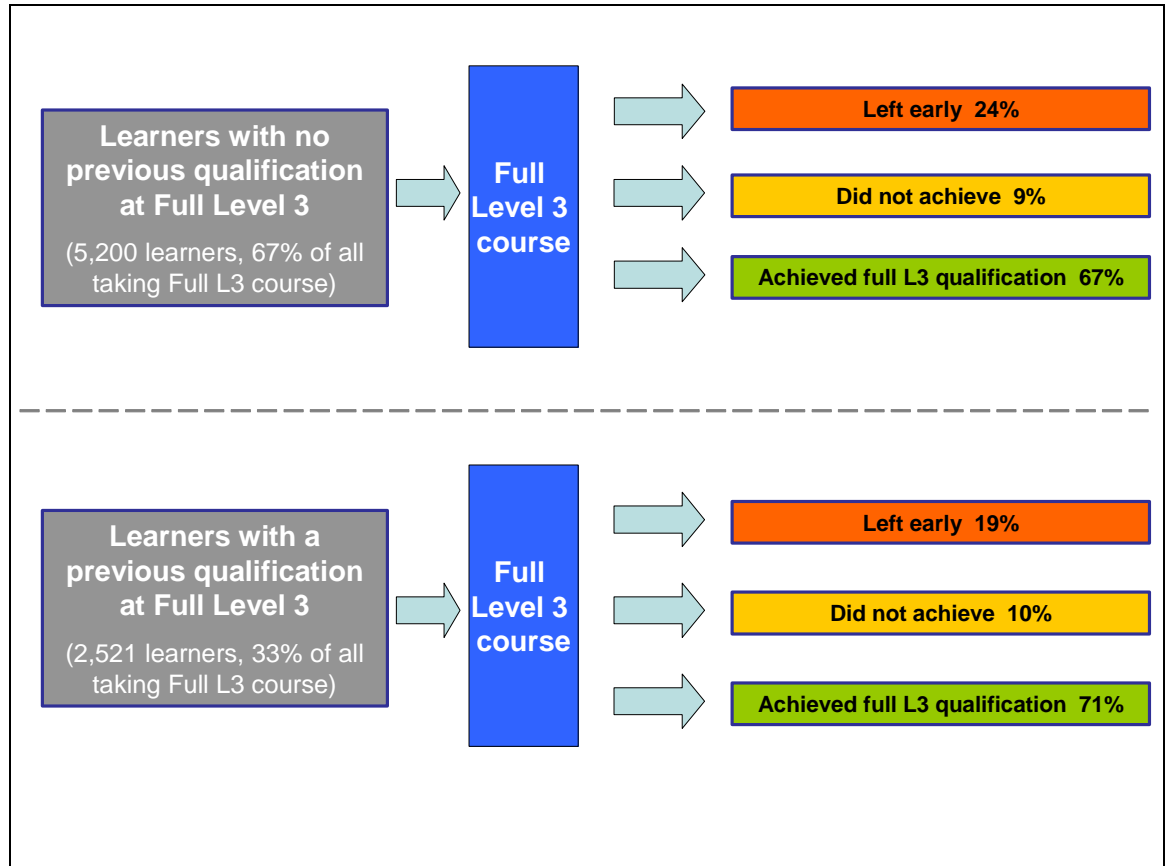 Learners with no
previous qualification
at Full Level 3
(5,200 learners, 67% of all
taking Full L3 course)
Full
Level 3
course
Left early 24%
Did not achieve 9%
Achieved full L3 qualification 67%
Learners with a
previous qualification
at Full Level 3
(2,521 learners, 33% of all
taking Full L3 course)
Full
Level 3
course
Left early 19%
Did not achieve 10%
Achieved full L3 qualification 71%